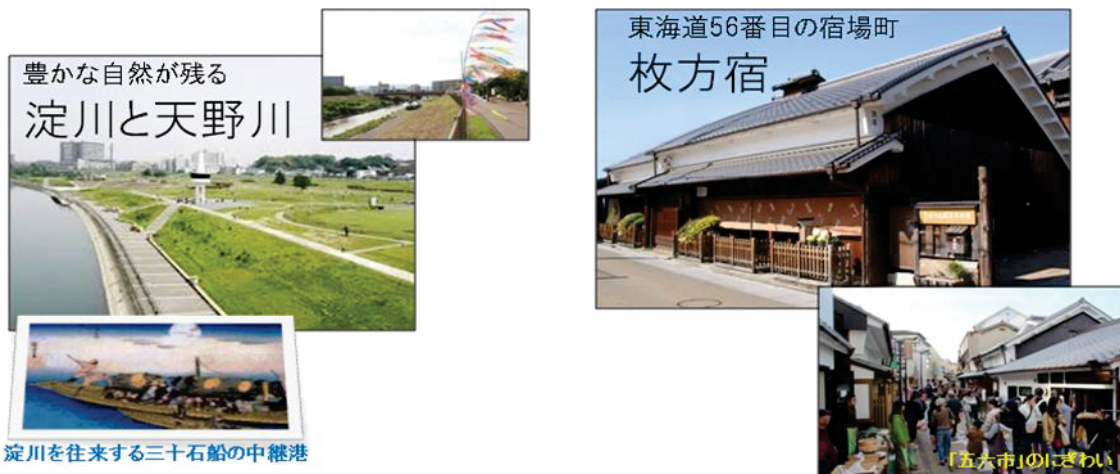 豊かな自然が残る
淀川と天野川
淀川を往来する三十石船の中継港
東海道56番目の宿場町
枚方宿
「五六市」のにぎわい